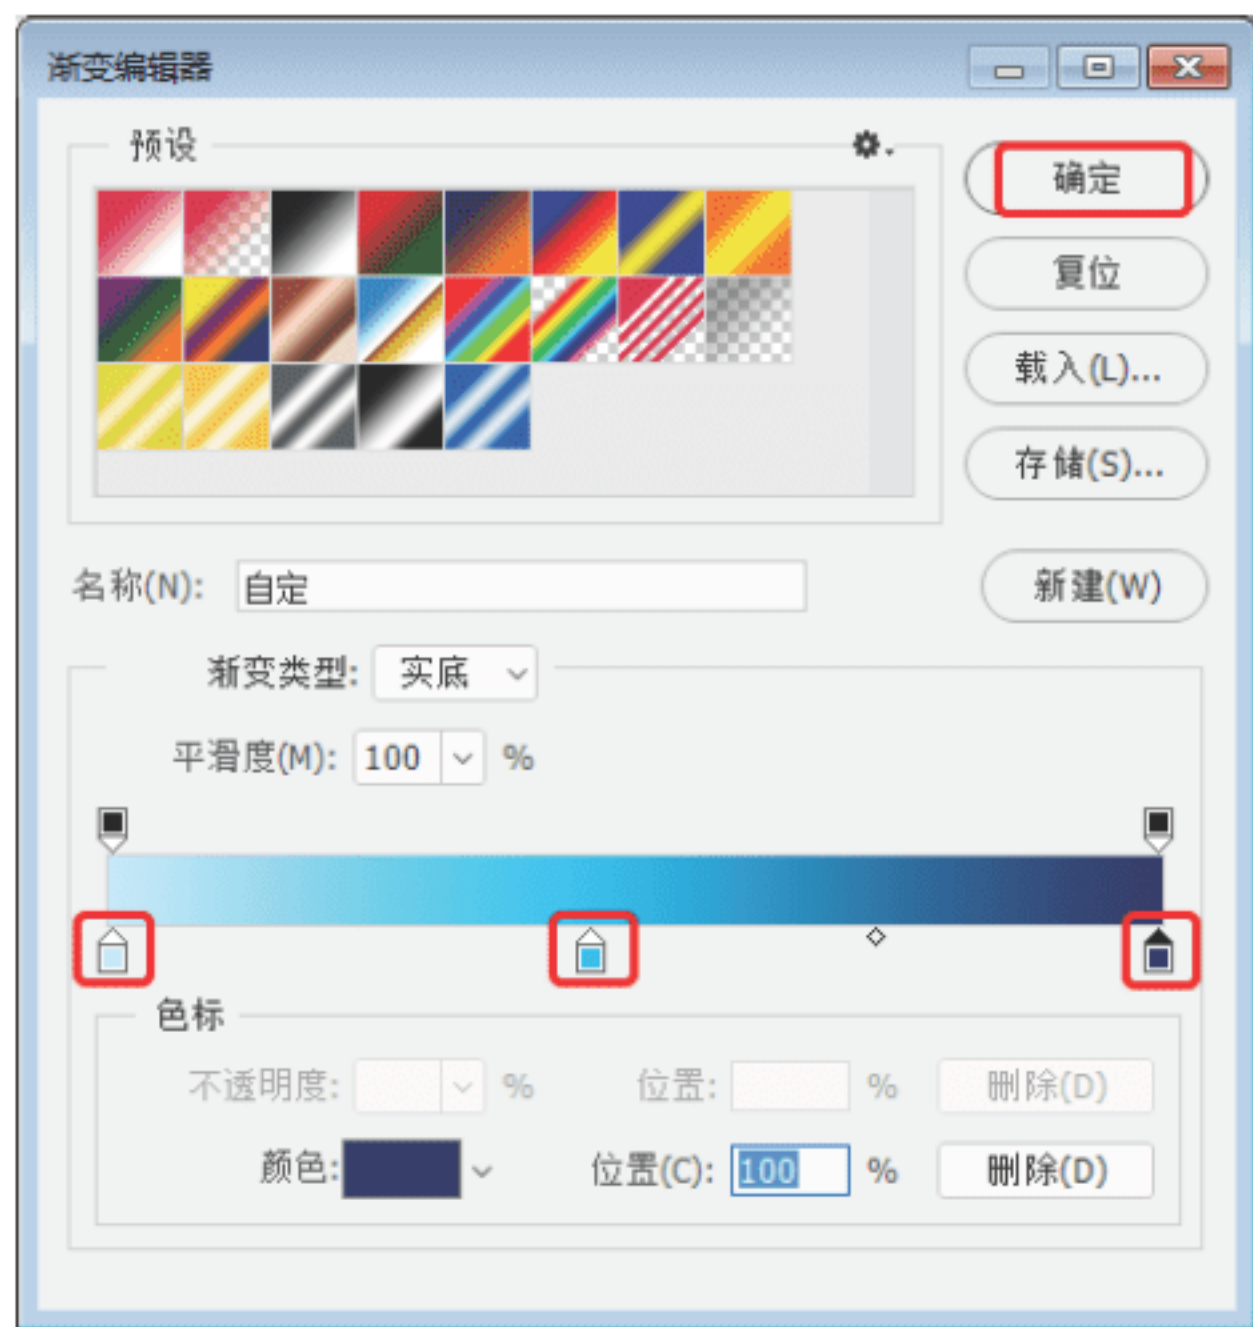 渐变编辑器
预设
确定
复位
载入(L)...
存储(S)...
名称(N): 自定
新建(W)
渐变类型: 实底
平滑度(M): 100 %
色标
不透明度: % 位置: % 删除(D)
颜色: 位置(C): 100 % 删除(D)